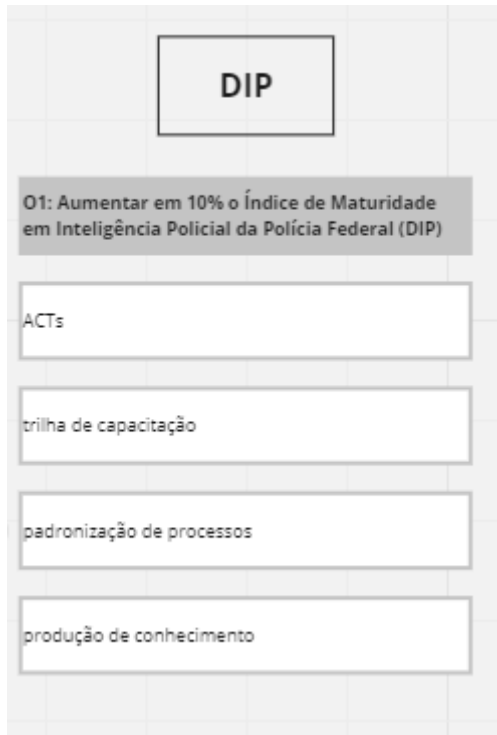 DIP
O1: Aumentar em 10% o Índice de Maturidade
em Inteligência Policial da Polícia Federal (DIP)
ACTs
trilha de capacitação
padronização de processos
produção de conhecimento